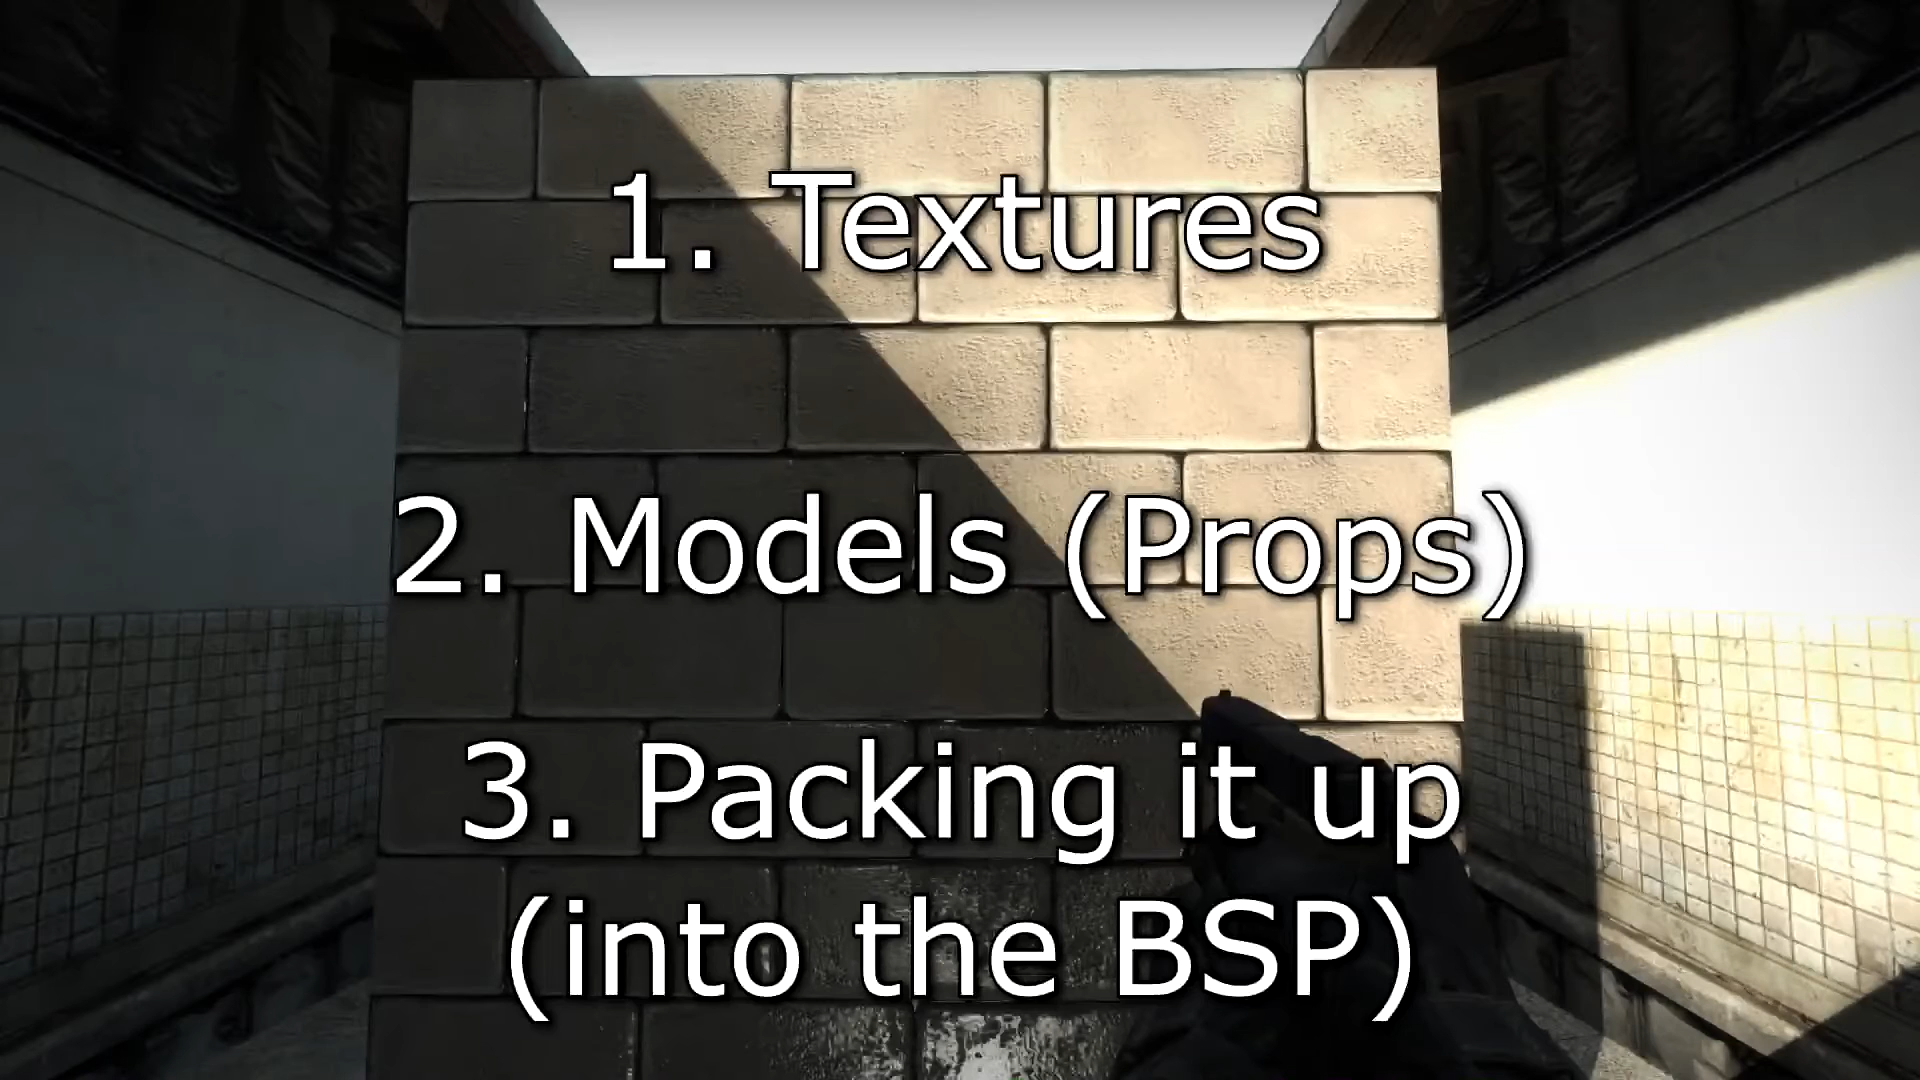 1. Textures
2. Models (Props)
3. Packing it up
(into the BSP)